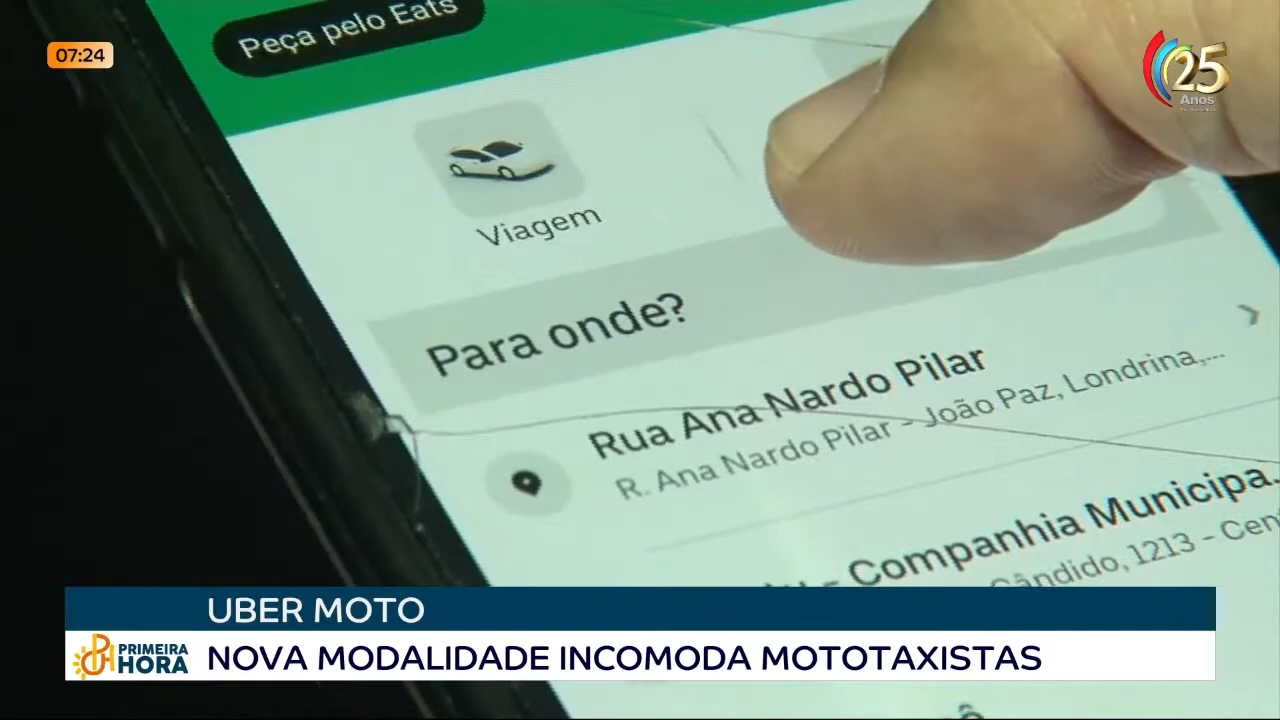 Peça pelo Eats
07:24
25
Anos
Viagem
Para onde?
Rua Ana Nardo Pilar
R. Ana Nardo Pilar - João Paz, Londrina,...
- Companhia Municipa...
Cândido, 1213 - Cen
UBER MOTO
PRIMEIRA
HORA
NOVA MODALIDADE INCOMODA MOTOTAXISTAS